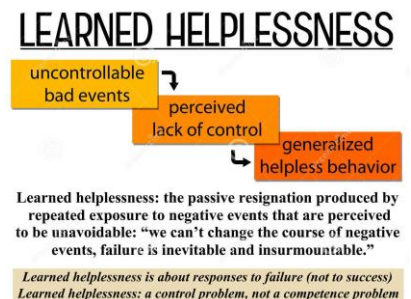 LEARNED HELPLESSNESS
uncontrollable
bad events
perceived
lack of control
generalized
helpless behavior
Learned helplessness: the passive resignation produced by
repeated exposure to negative events that are perceived
to be unavoidable: “we can’t change the course of negative
events, failure is inevitable and insurmountable.”
Learned helplessness is about responses to failure (not to success)
Learned helplessness: a control problem, not a competence problem